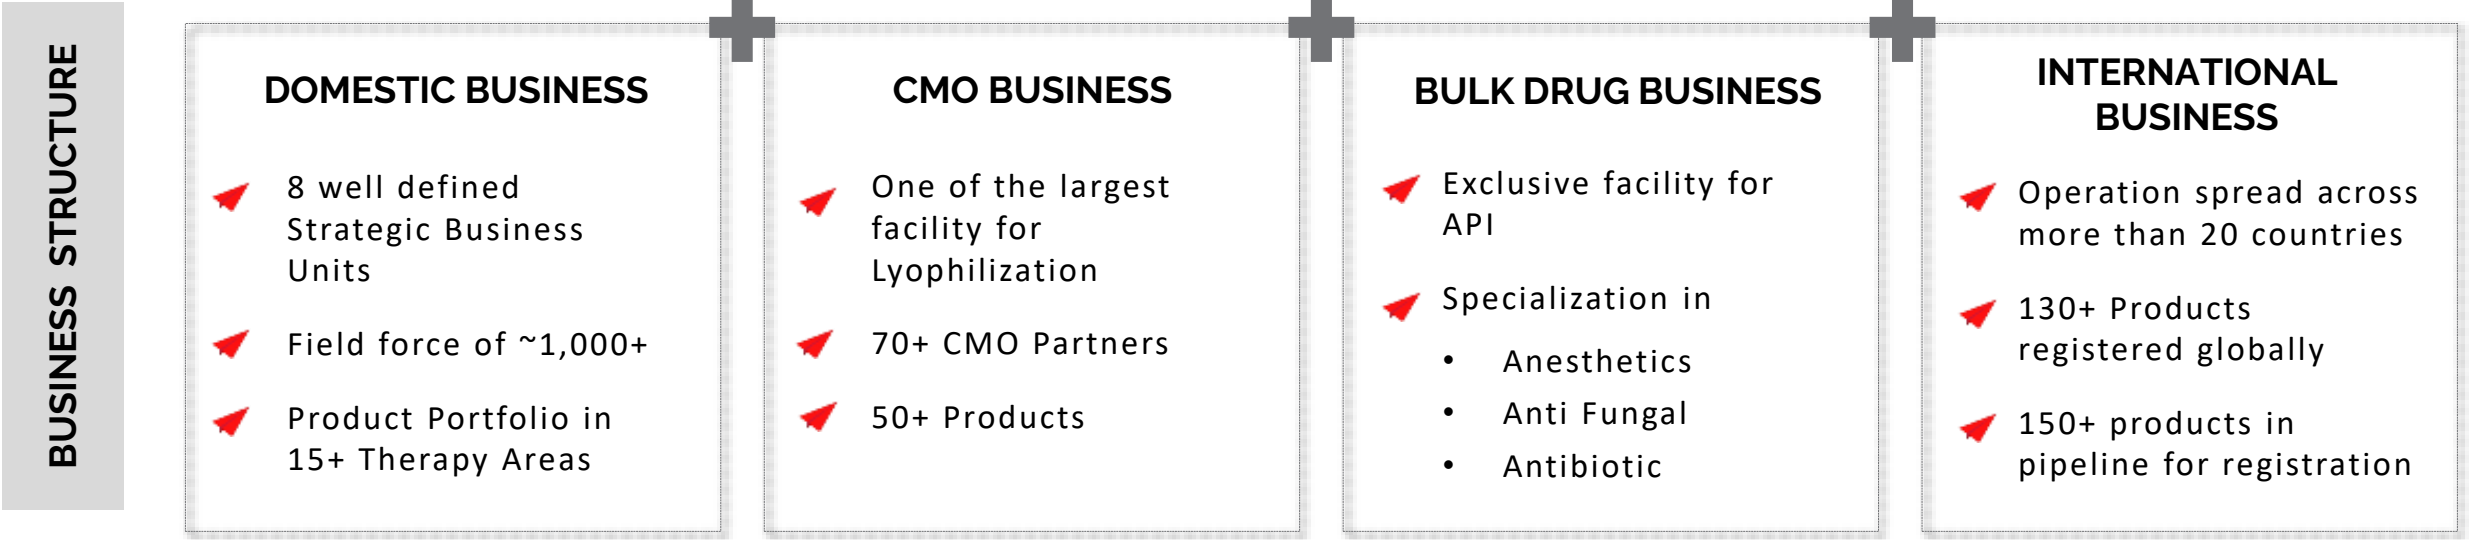 BUSINESS STRUCTURE
DOMESTIC BUSINESS
8 well defined
Strategic Business
Units
Field force of ~1,000+
Product Portfolio in
15+ Therapy Areas
CMO BUSINESS
One of the largest
facility for
Lyophilization
70+ CMO Partners
50+ Products
BULK DRUG BUSINESS
Exclusive facility for
API
Specialization in
• Anesthetics
• Anti Fungal
• Antibiotic
INTERNATIONAL
BUSINESS
Operation spread across
more than 20 countries
130+ Products
registered globally
150+ products in
pipeline for registration